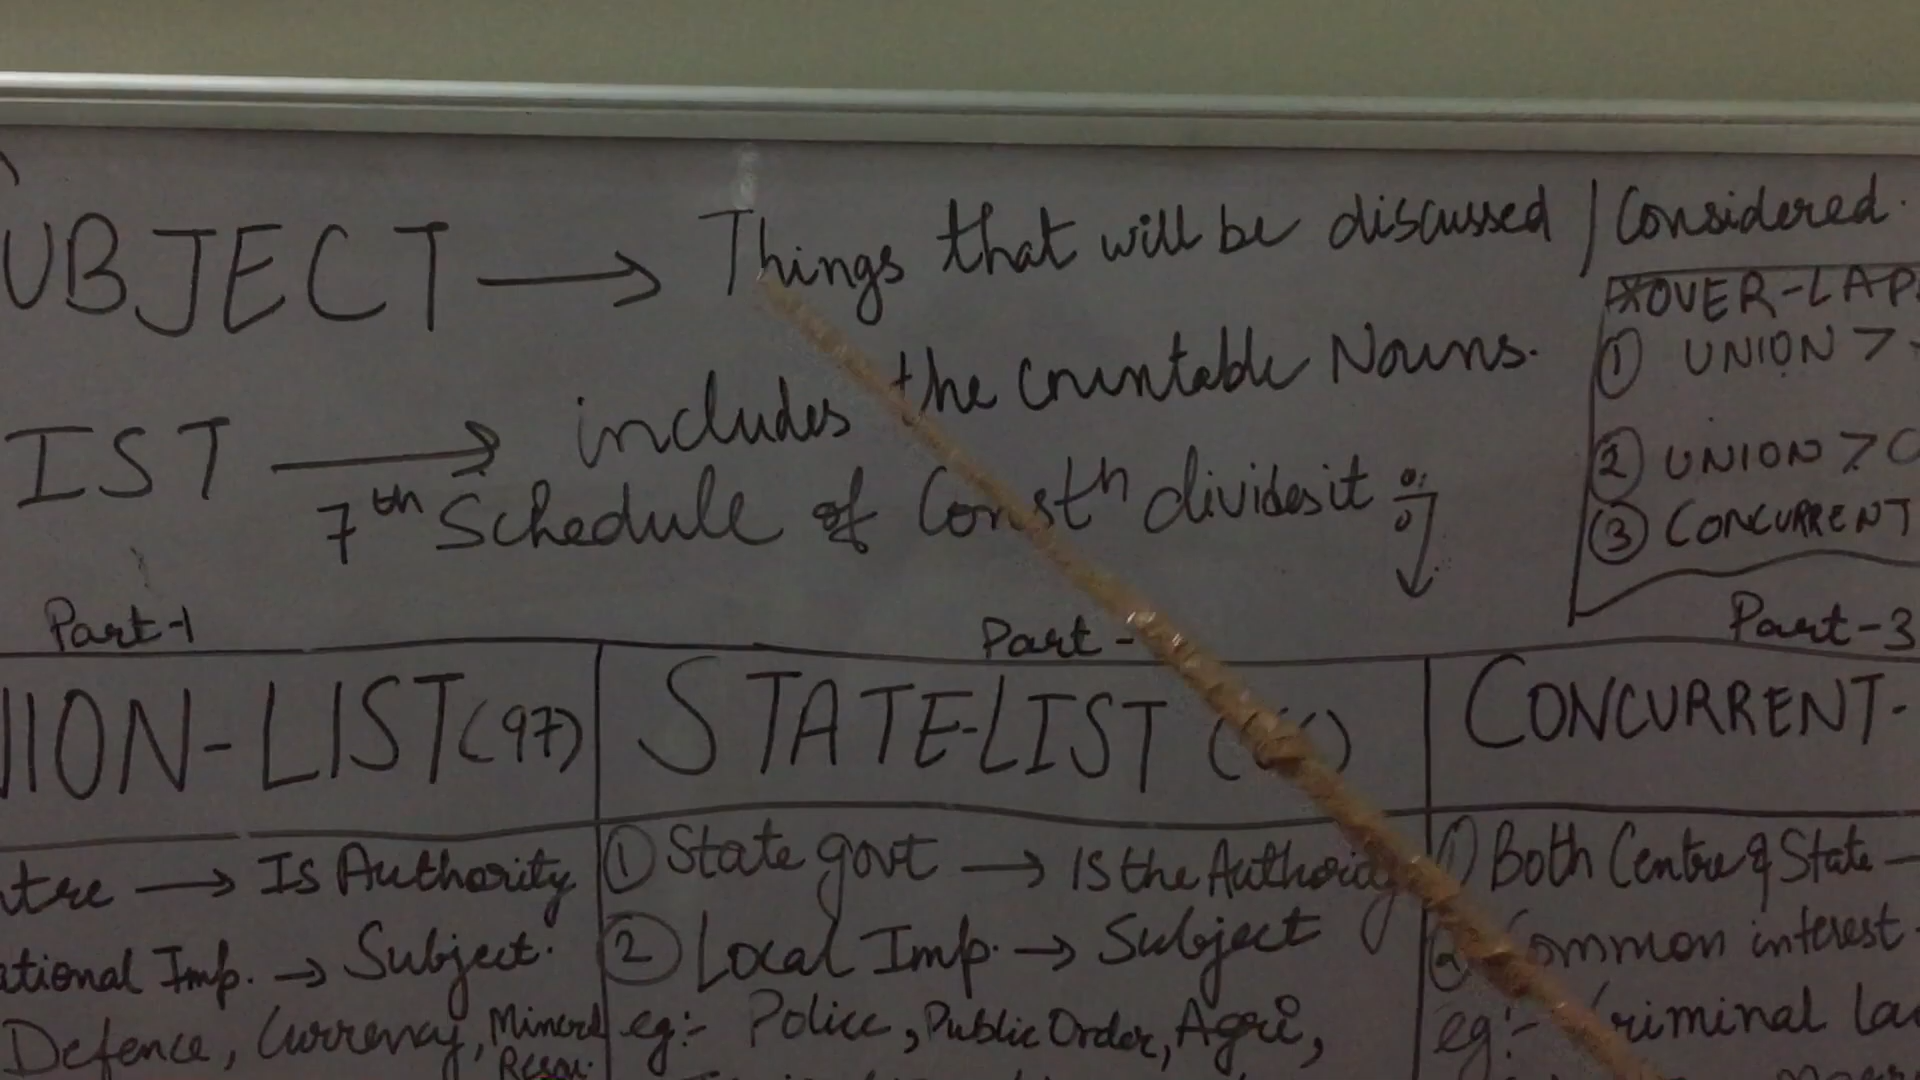 UBJECT → Things that will be discussed / Considered.
OVER-LAP
① UNION >
IST → includes the Countable Nouns.
② UNION >
7th Schedule of Constn divides it :-
③ CONCURRENT
Part-1
Part-
Part-3
ION-LIST (97)
STATE-LIST
CONCURRENT-
ntre → Is Authority
① State govt → Is the Authority
① Both Centre & State -
ational Imp. → Subject.
② Local Imp. → Subject
② ommon interest
Defence, Currency, Mineral
Resou.
eg:- Police, Public Order, Agri,
eg:- riminal la